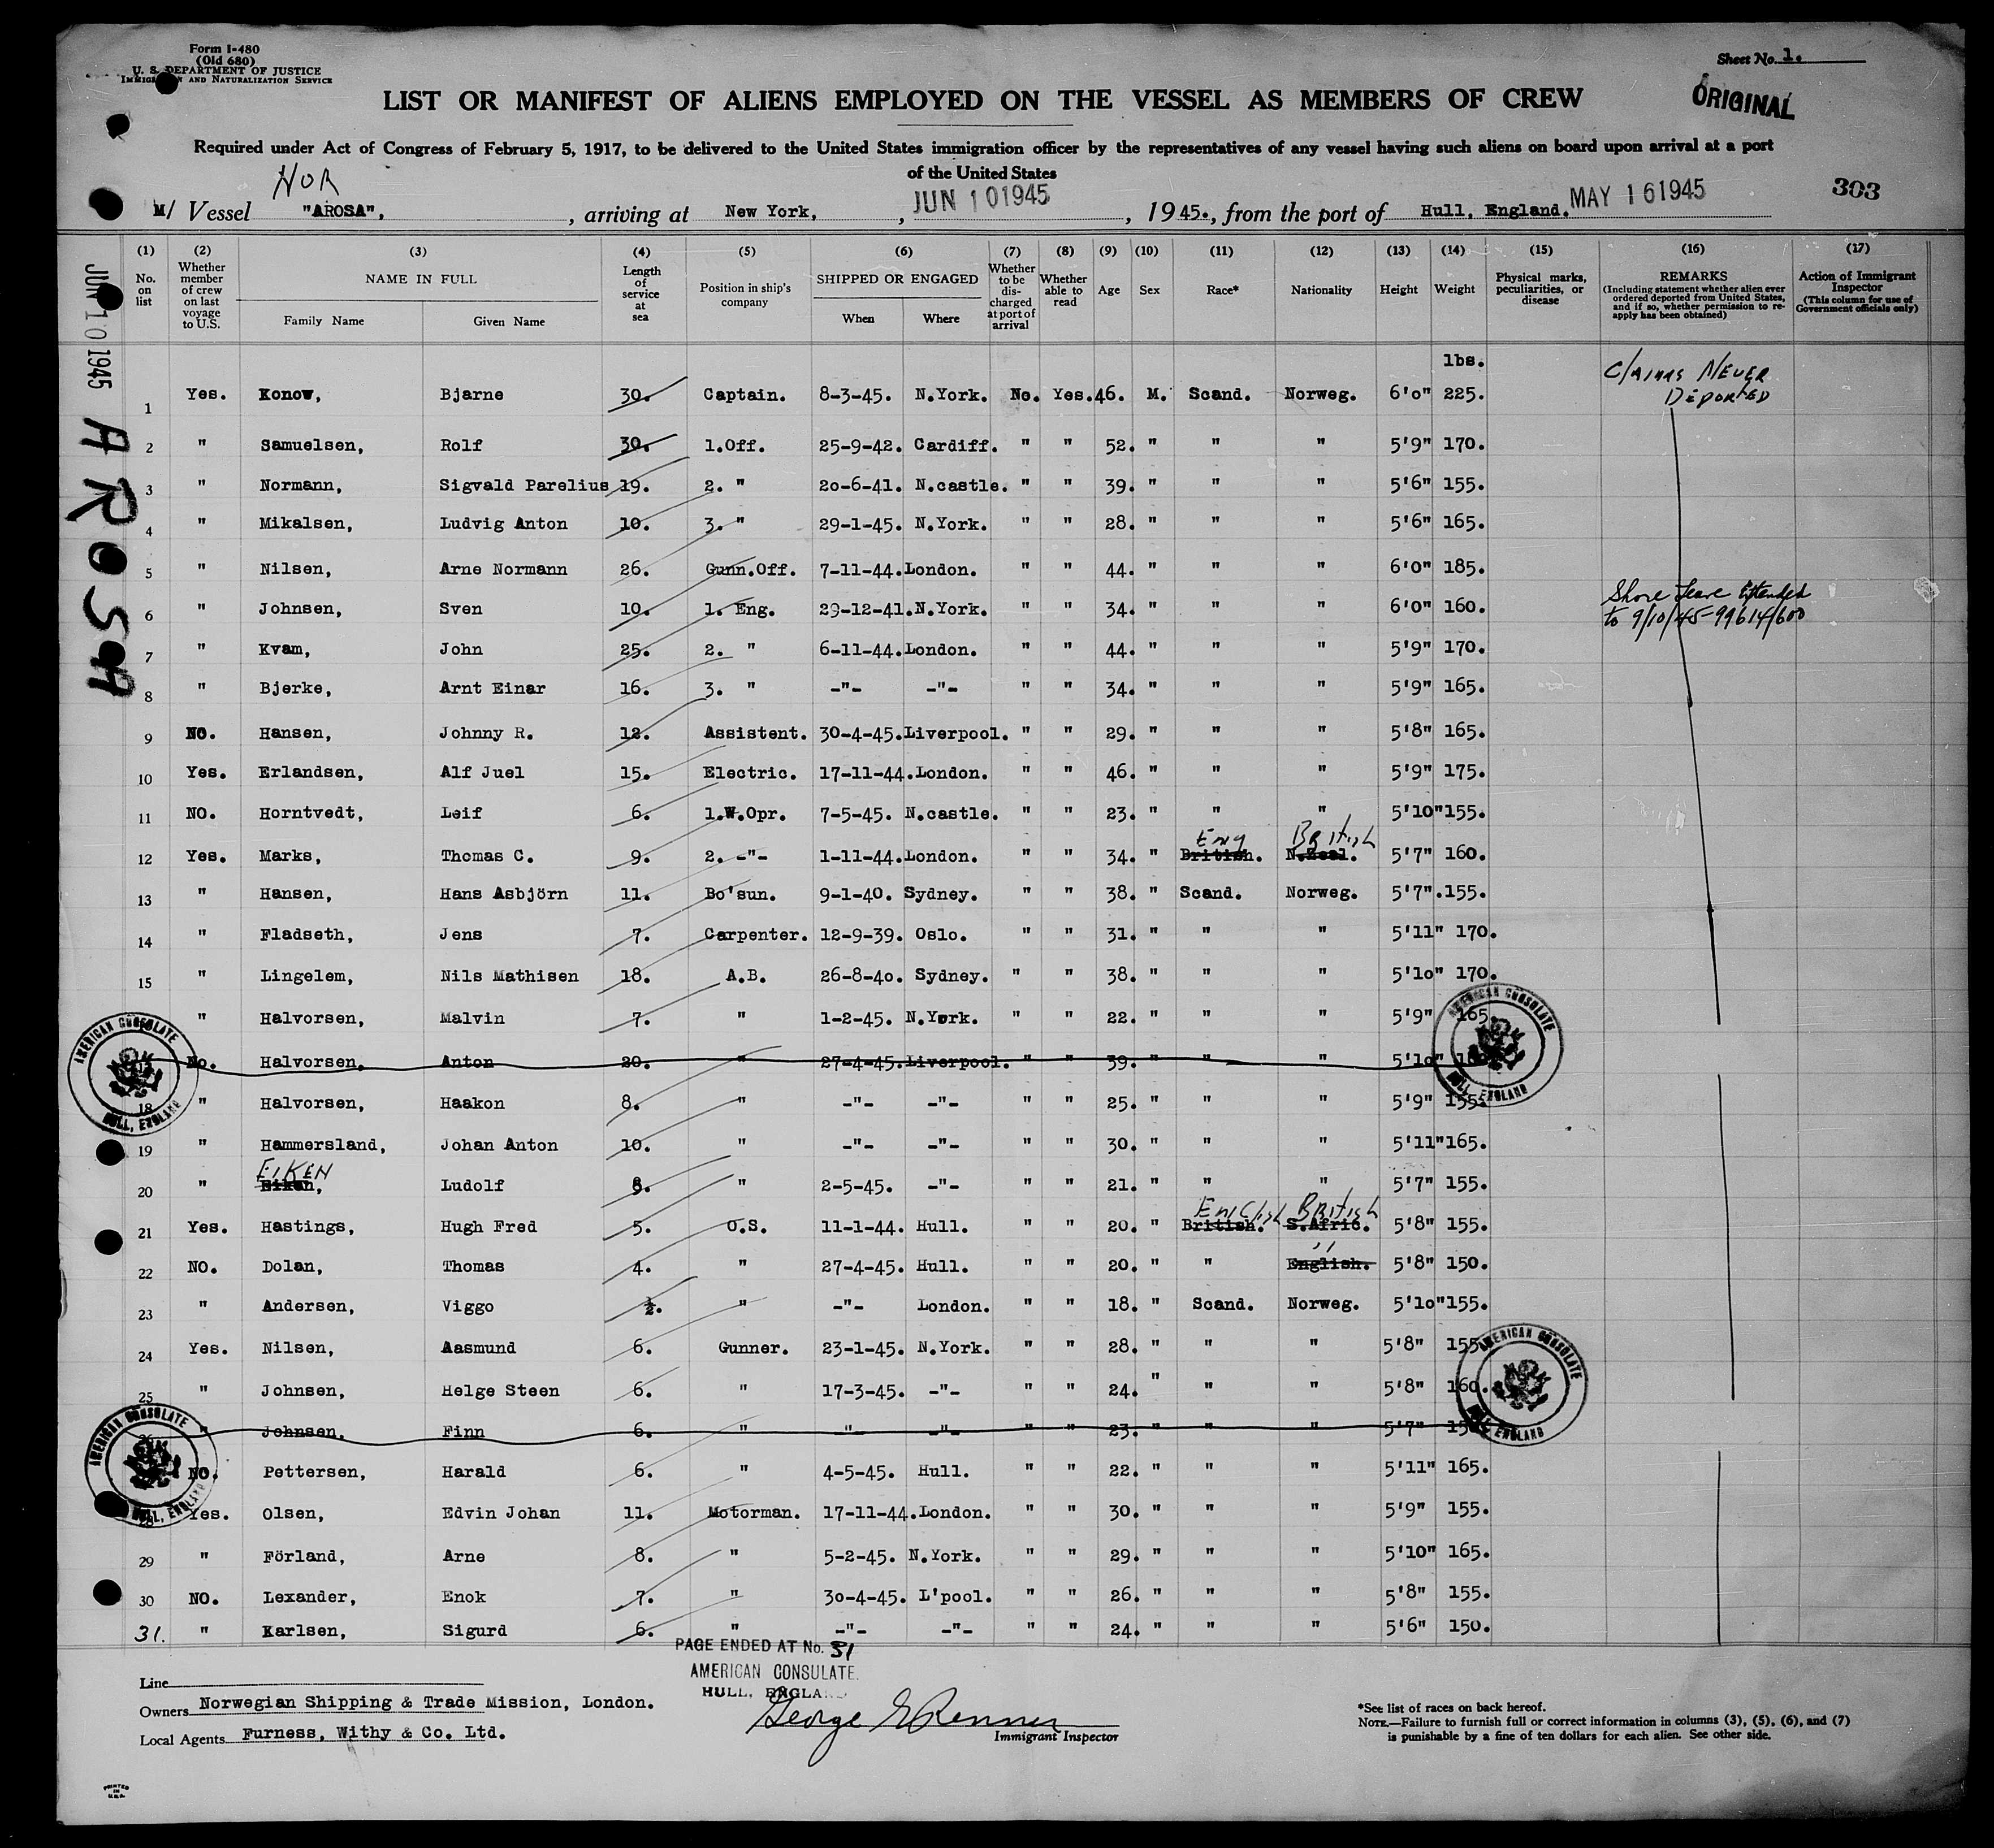 Form I-480
(Old 680)
U. S. DEPARTMENT OF JUSTICE
IMMIGRATION AND NATURALIZATION SERVICE
Sheet No. 1.
ORIGINAL
LIST OR MANIFEST OF ALIENS EMPLOYED ON THE VESSEL AS MEMBERS OF CREW
Required under Act of Congress of February 5, 1917, to be delivered to the United States immigration officer by the representatives of any vessel having such aliens on board upon arrival at a port
of the United States
NOR
M/ Vessel "AROSA", , arriving at New York, , JUN 10 1945 , 19 45., from the port of Hull, England. MAY 16 1945
303
JUN 10 1945
AROSA
(1) (2) (3) (4) (5) (6) (7) (8) (9) (10) (11) (12) (13) (14) (15) (16) (17)
No. on list
Whether member of crew on last voyage to U.S.
NAME IN FULL
Family Name Given Name
Length of service at sea
Position in ship's company
SHIPPED OR ENGAGED
When Where
Whether to be discharged at port of arrival
Whether able to read
Age
Sex
Race*
Nationality
Height
Weight
Physical marks, peculiarities, or disease
REMARKS
(Including statement whether alien ever ordered deported from United States, and if so, whether permission to reapply has been obtained)
Action of Immigrant Inspector
(This column for use of Government officials only)
lbs.
1 Yes. Konow, Bjarne 30. Captain. 8-3-45. N.York. No. Yes. 46. M. Scand. Norweg. 6'0" 225. Claims Never Deported
2 " Samuelsen, Rolf 30. 1.Off. 25-9-42. Cardiff. " " 52. " " " 5'9" 170.
3 " Normann, Sigvald Parelius 19. 2. " 20-6-41. N.castle. " " 39. " " " 5'6" 155.
4 " Mikalsen, Ludvig Anton 10. 3. " 29-1-45. N.York. " " 28. " " " 5'6" 165.
5 " Nilsen, Arne Normann 26. Gunn.Off. 7-11-44. London. " " 44. " " " 6'0" 185.
6 " Johnsen, Sven 10. 1. Eng. 29-12-41. N.York. " " 34. " " " 6'0" 160. Shore Leave Extended to 9/10/45-99614/600
7 " Kvam, John 25. 2. " 6-11-44. London. " " 44. " " " 5'9" 170.
8 " Bjerke, Arnt Einar 16. 3. " -"- -"- " " 34. " " " 5'9" 165.
9 NO. Hansen, Johnny R. 12. Assistent. 30-4-45. Liverpool. " " 29. " " " 5'8" 165.
10 Yes. Erlandsen, Alf Juel 15. Electric. 17-11-44. London. " " 46. " " " 5'9" 175.
11 NO. Horntvedt, Leif 6. 1.W.Opr. 7-5-45. N.castle. " " 23. " " " 5'10" 155.
Eng British
12 Yes. Marks, Thomas C. 9. 2. -"- 1-11-44. London. " " 34. " British. N.Zeal. 5'7" 160.
13 " Hansen, Hans Asbjörn 11. Bo'sun. 9-1-40. Sydney. " " 38. " Scand. Norweg. 5'7". 155.
14 " Fladseth, Jens 7. Carpenter. 12-9-39. Oslo. " " 31. " " " 5'11" 170.
15 " Lingelem, Nils Mathisen 18. A.B. 26-8-40. Sydney. " " 38. " " " 5'10" 170.
" Halvorsen, Malvin 7. " 1-2-45. N.York. " " 22. " " " 5'9" 165
No. Halvorsen, Anton 20. " 27-4-45. Liverpool. " " 39. " " " 5'10"
18 " Halvorsen, Haakon 8. " -"- -"- " " 25. " " " 5'9" 155.
19 " Hammersland, Johan Anton 10. " -"- -"- " " 30. " " " 5'11" 165.
EIKEN
20 " Eiken, Ludolf 8. " 2-5-45. -"- " " 21. " " " 5'7" 155.
English British
21 Yes. Hastings, Hugh Fred 5. O.S. 11-1-44. Hull. " " 20. " British. S.Afric. 5'8" 155.
"
22 NO. Dolan, Thomas 4. " 27-4-45. Hull. " " 20. " " English. 5'8" 150.
23 " Andersen, Viggo ½. " -"- London. " " 18. " Scand. Norweg. 5'10" 155.
24 Yes. Nilsen, Aasmund 6. Gunner. 23-1-45. N.York. " " 28. " " " 5'8" 155
25 " Johnsen, Helge Steen 6. " 17-3-45. -"- " " 24. " " " 5'8" 160.
26 " Johnsen, Finn 6. " -"- -"- " " 23. " " " 5'7"
NO. Pettersen, Harald 6. " 4-5-45. Hull. " " 22. " " " 5'11" 165.
28 Yes. Olsen, Edvin Johan 11. Motorman. 17-11-44. London. " " 30. " " " 5'9" 155.
29 " Förland, Arne 8. " 5-2-45. N.York. " " 29. " " " 5'10" 165.
30 NO. Lexander, Enok 7. " 30-4-45. L'pool. " " 26. " " " 5'8" 155.
31. " Karlsen, Sigurd 6. " -"- -"- " " 24. " " " 5'6" 150.
AMERICAN CONSULATE HULL, ENGLAND
AMERICAN CONSULATE HULL, ENGLAND
AMERICAN CONSULATE HULL, ENGLAND
AMERICAN CONSULATE HULL, ENGLAND
PAGE ENDED AT No. 31
AMERICAN CONSULATE.
HULL, ENGLAND
Line
Owners Norwegian Shipping & Trade Mission, London.
Local Agents Furness, Withy & Co. Ltd.
George E Renner
Immigrant Inspector
*See list of races on back hereof.
NOTE.—Failure to furnish full or correct information in columns (3), (5), (6), and (7)
is punishable by a fine of ten dollars for each alien. See other side.
PRINTED IN U.S.A.